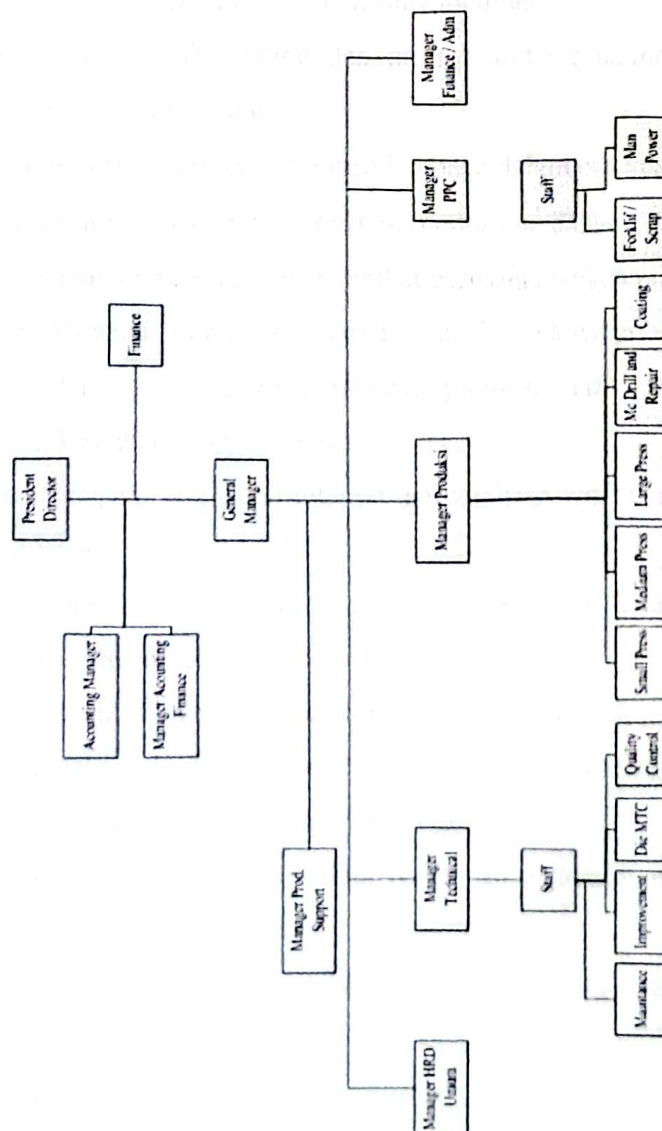 President
Director
Finance
Accounting Manager
Manager Accounting
Finance
General
Manager
Manager Prod.
Support
Manager HRD
Umum
Manager
Technical
Manager Produksi
Manager
PPC
Manager
Finance / Adm
Staff
Staff
Maintance
Improvement
Die MTC
Quality
Control
Small Press
Medium Press
Large Press
Mc Drill and
Repair
Coating
Forklif /
Scrap
Man
Power